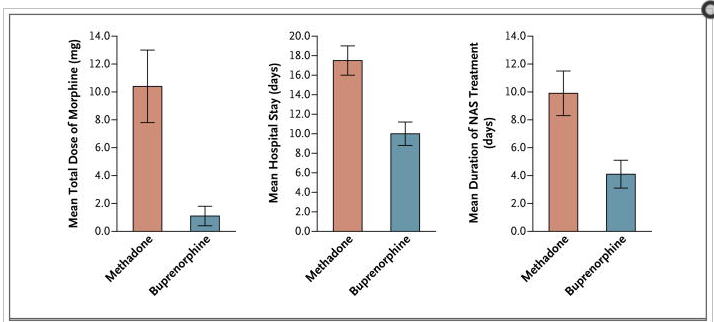 Mean Total Dose of Morphine (mg)
14.0
12.0
10.0
8.0
6.0
4.0
2.0
0.0
Methadone
Buprenorphine
Mean Hospital Stay (days)
20.0
18.0
16.0
14.0
12.0
10.0
8.0
6.0
4.0
2.0
0.0
Methadone
Buprenorphine
Mean Duration of NAS Treatment
(days)
14.0
12.0
10.0
8.0
6.0
4.0
2.0
0.0
Methadone
Buprenorphine